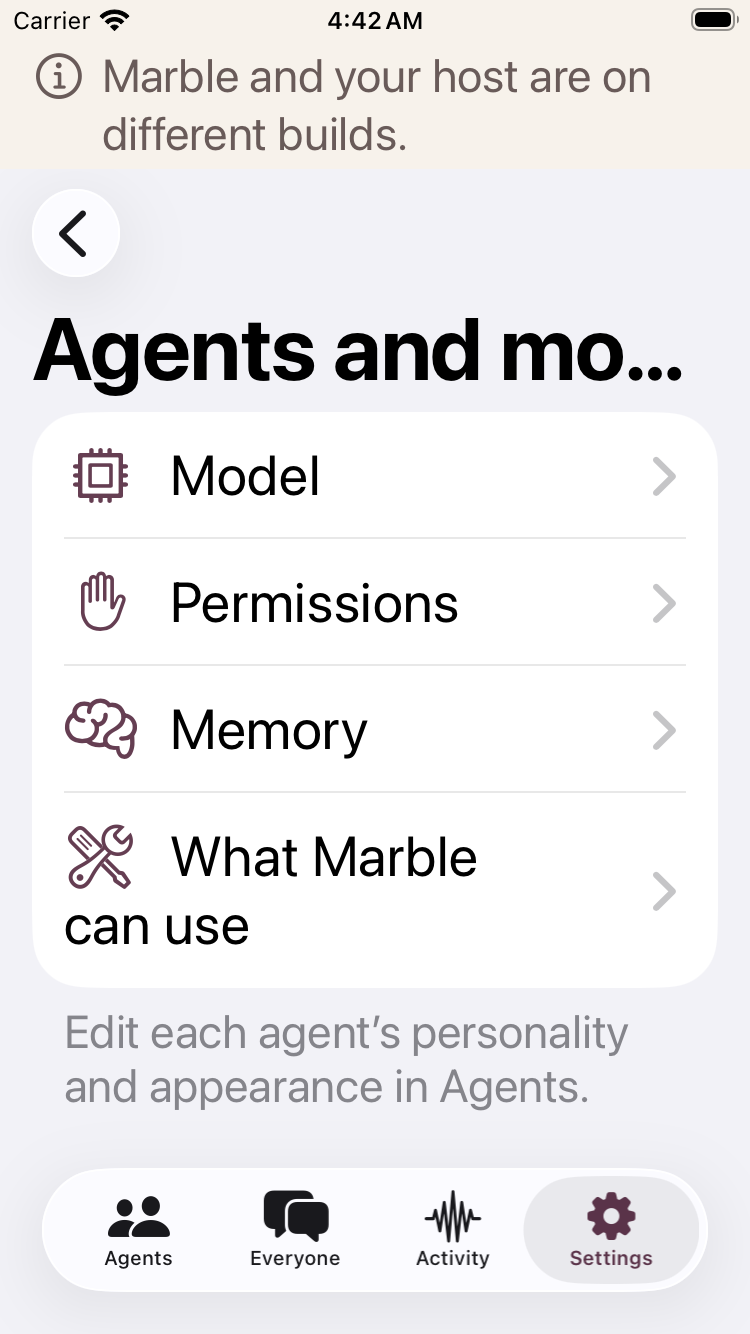 Carrier 4:42 AM
Marble and your host are on
different builds.
Agents and mo...
Model
Permissions
Memory
What Marble
can use
Edit each agent’s personality
and appearance in Agents.
Agents Everyone Activity Settings